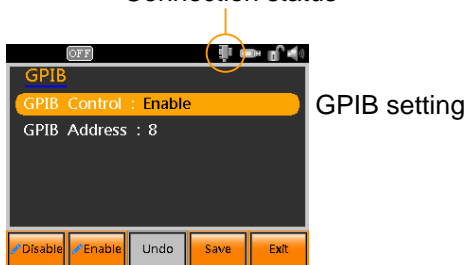 Connection status
OFF
GPIB
GPIB Control : Enable
GPIB setting
GPIB Address : 8
Disable Enable Undo Save Exit